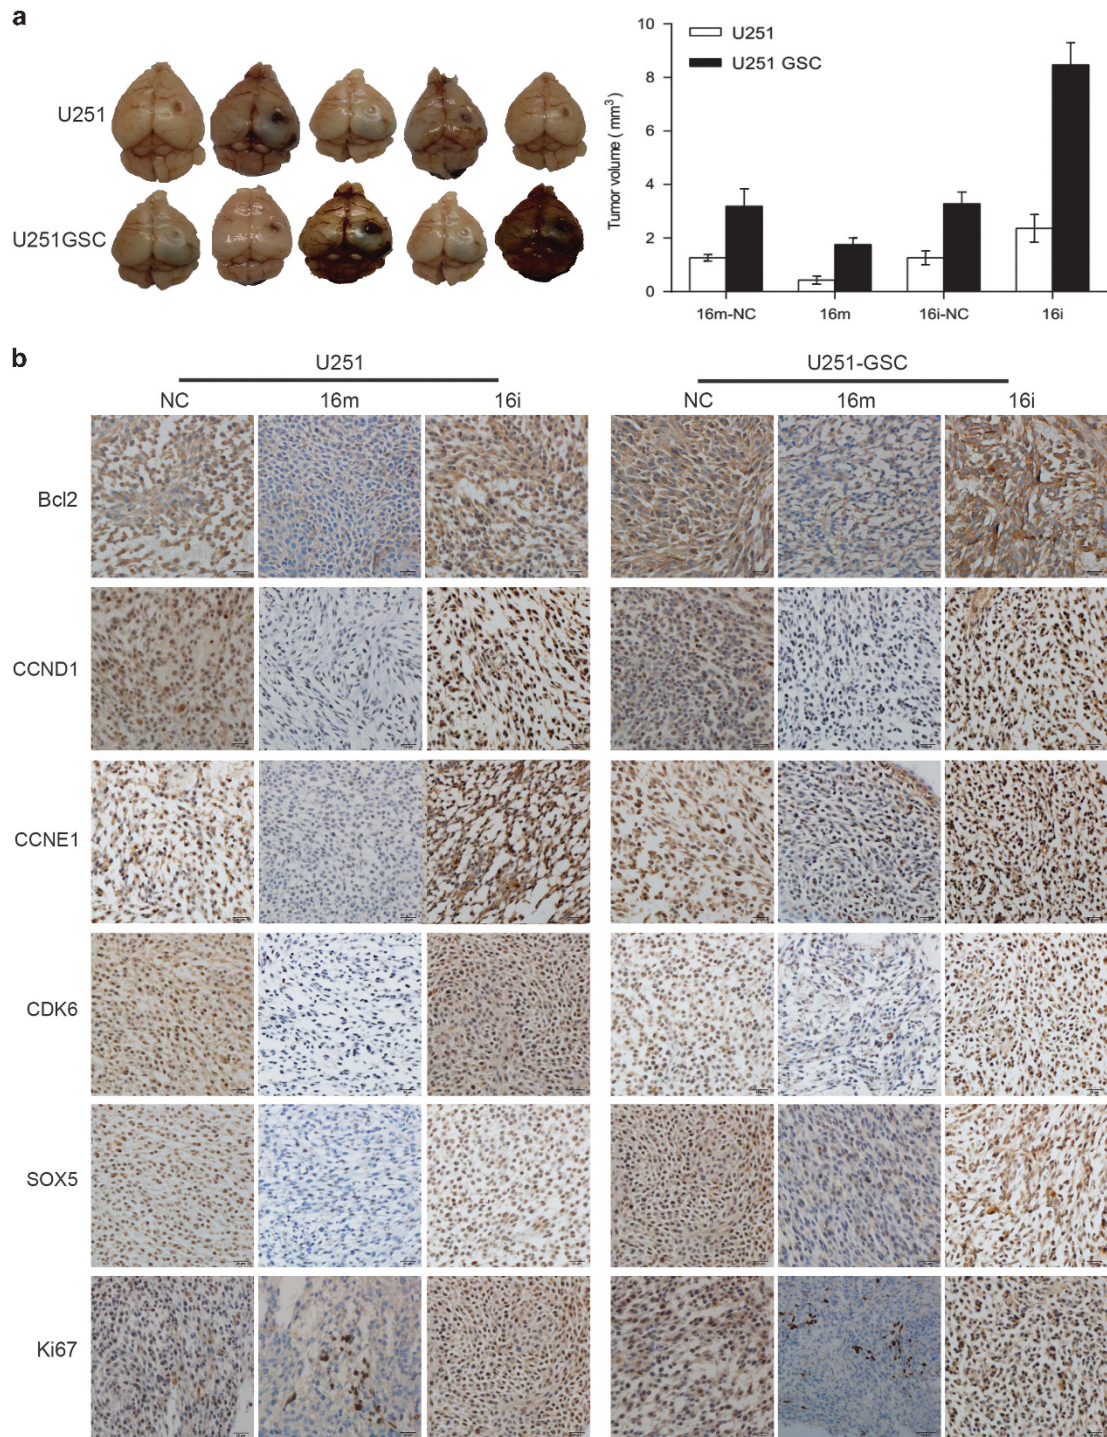 a
U251
U251GSC
Tumor volume ( mm³)
10
8
6
4
2
0
U251
U251 GSC
16m-NC 16m 16i-NC 16i
b
U251 U251-GSC
NC 16m 16i NC 16m 16i
Bcl2
CCND1
CCNE1
CDK6
SOX5
Ki67